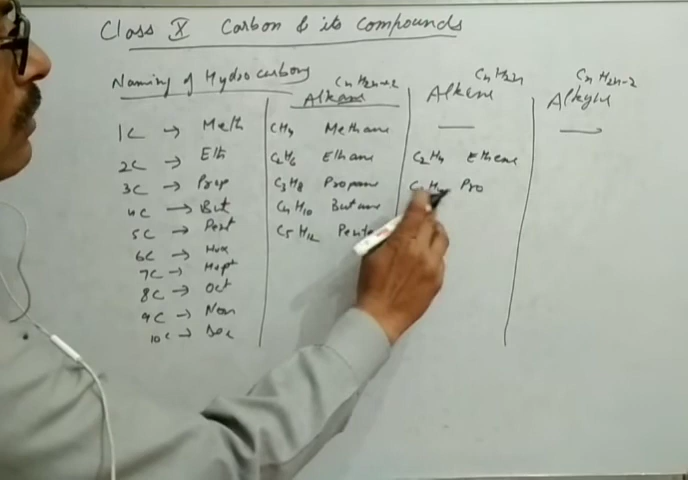 Class X Carbon & its Compounds
Naming of Hydrocarbons
CnH2n+2 Alkane
CnH2n Alkene
CnH2n-2 Alkyne
1C → Meth CH4 Methane — —
2C → Eth C2H6 Ethane C2H4 Ethene
3C → Prop C3H8 Propane Pro
4C → But C4H10 Butane
5C → Pent C5H12
6C → Hex
7C → Hept
8C → Oct
9C → Non
10C → Dec